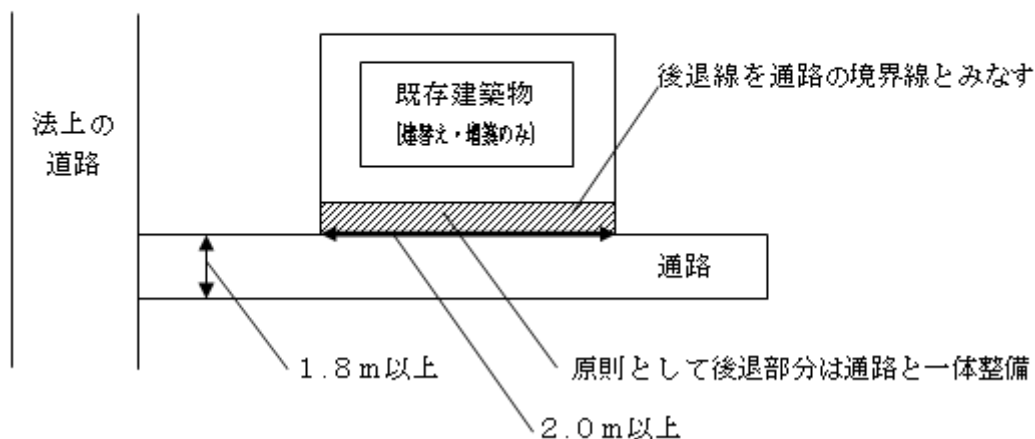 後退線を通路の境界線とみなす
既存建築物
(建替え・増築のみ)
法上の
道路
通路
1.8m以上
原則として後退部分は通路と一体整備
2.0m以上